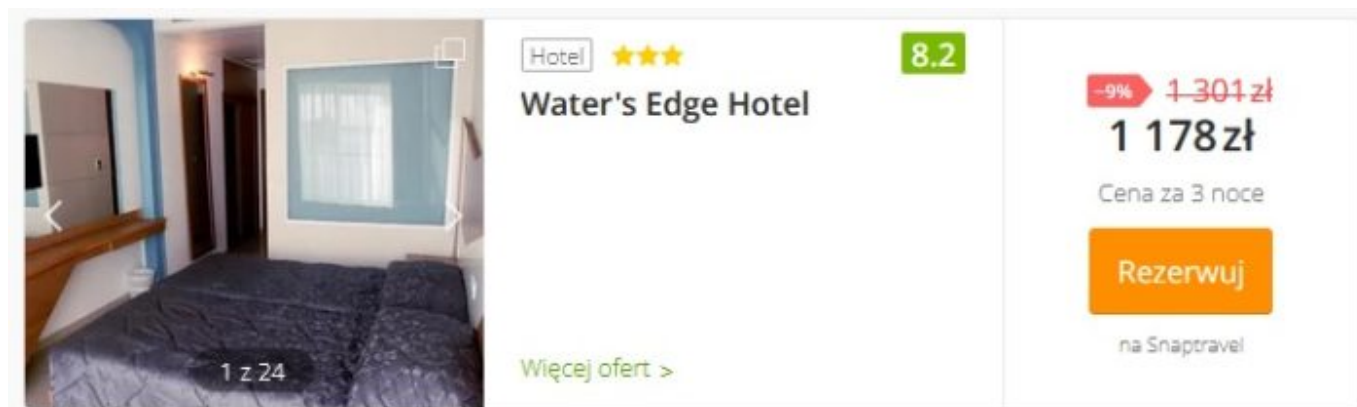 Hotel
8.2
Water's Edge Hotel
1 z 24
Więcej ofert >
-9% 1 301 zł
1 178 zł
Cena za 3 noce
Rezerwuj
na Snaptravel